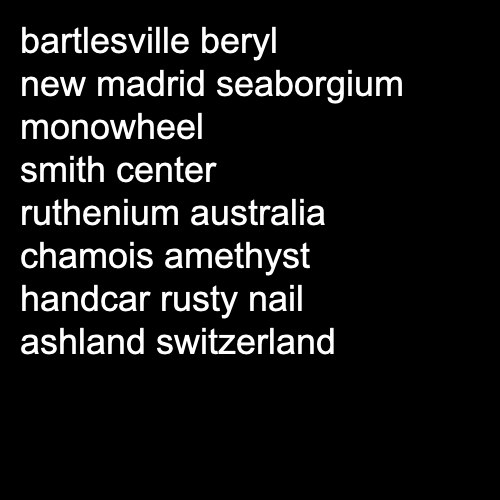 bartlesville beryl
new madrid seaborgium
monowheel
smith center
ruthenium australia
chamois amethyst
handcar rusty nail
ashland switzerland